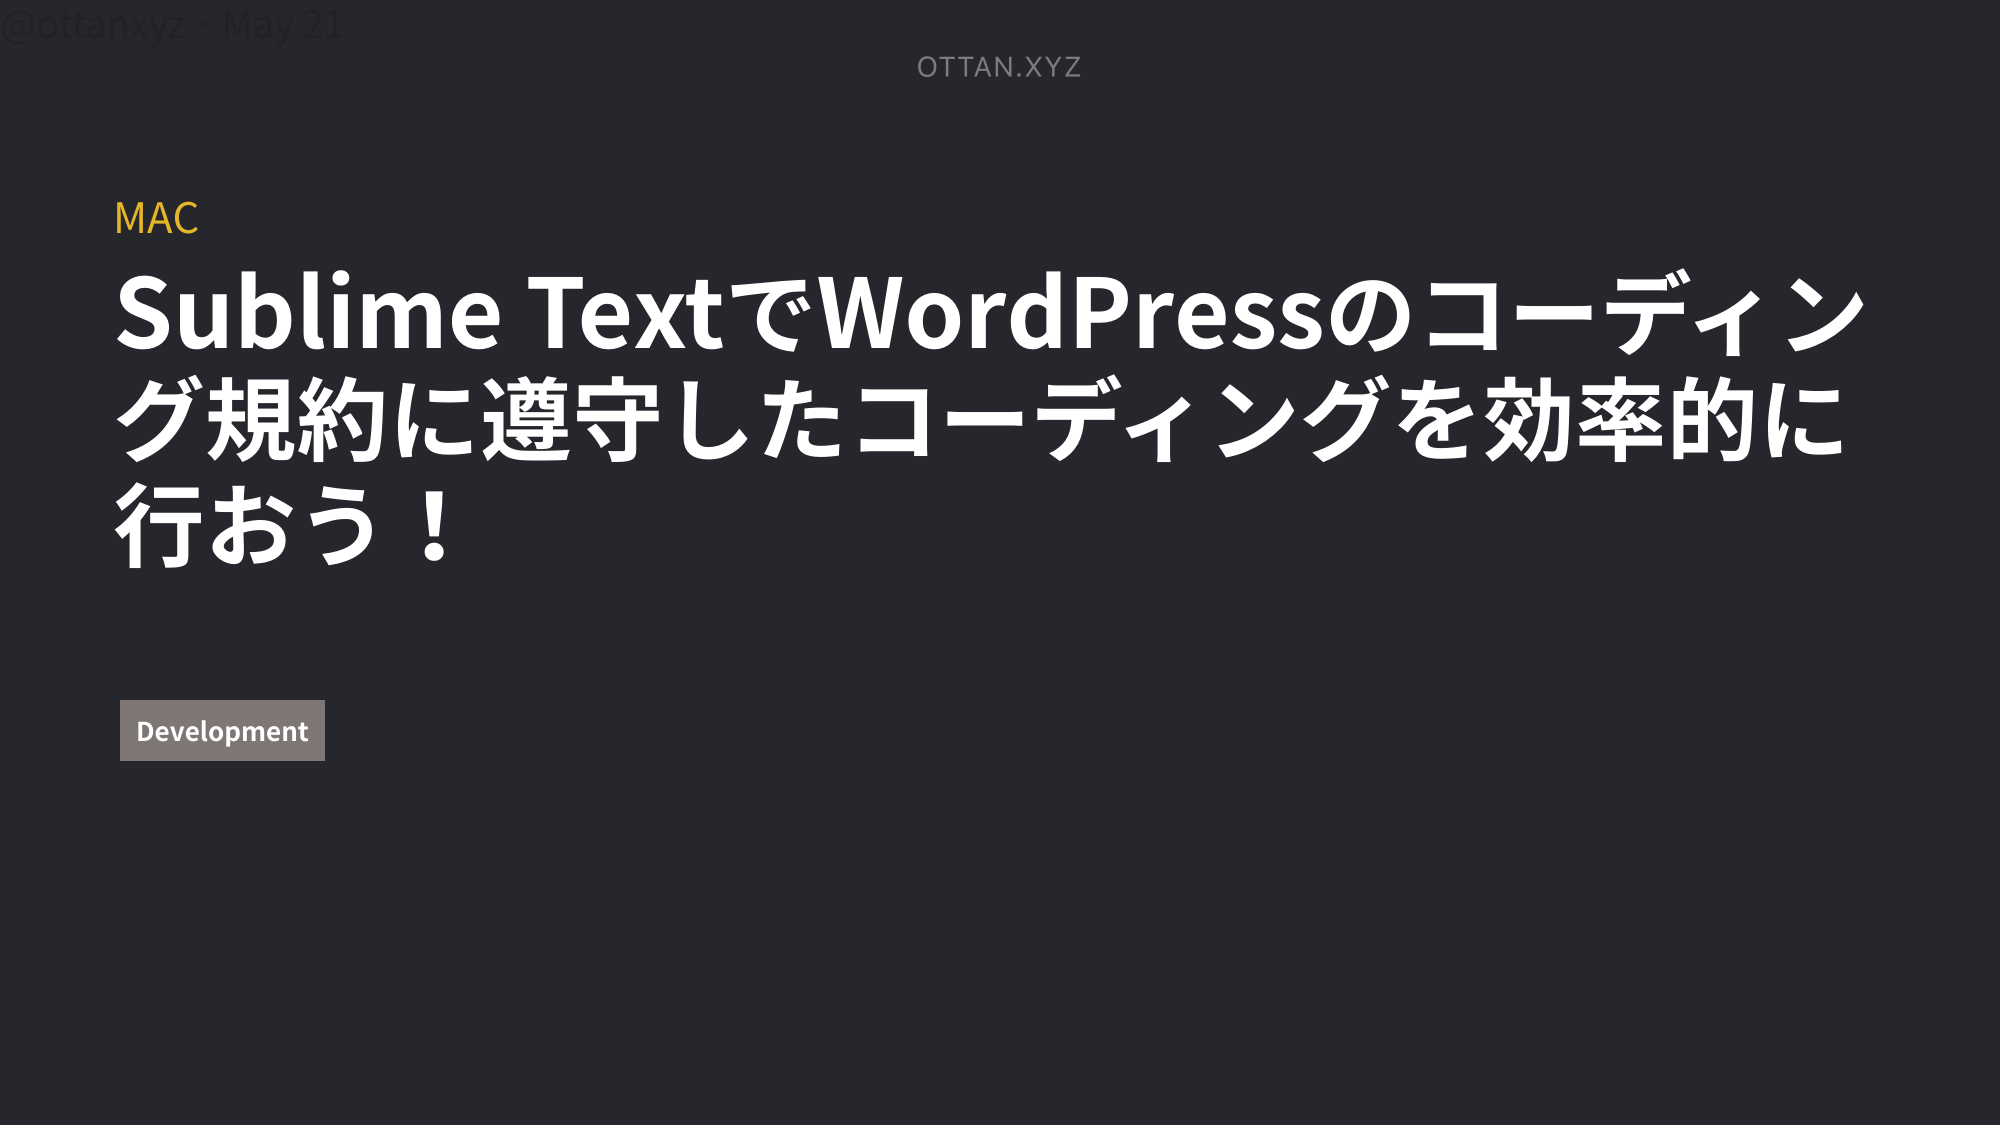 @ottanxyz・May 21
OTTAN.XYZ
MAC
Sublime TextでWordPressのコーディン
グ規約に遵守したコーディングを効率的に
行おう！
Development